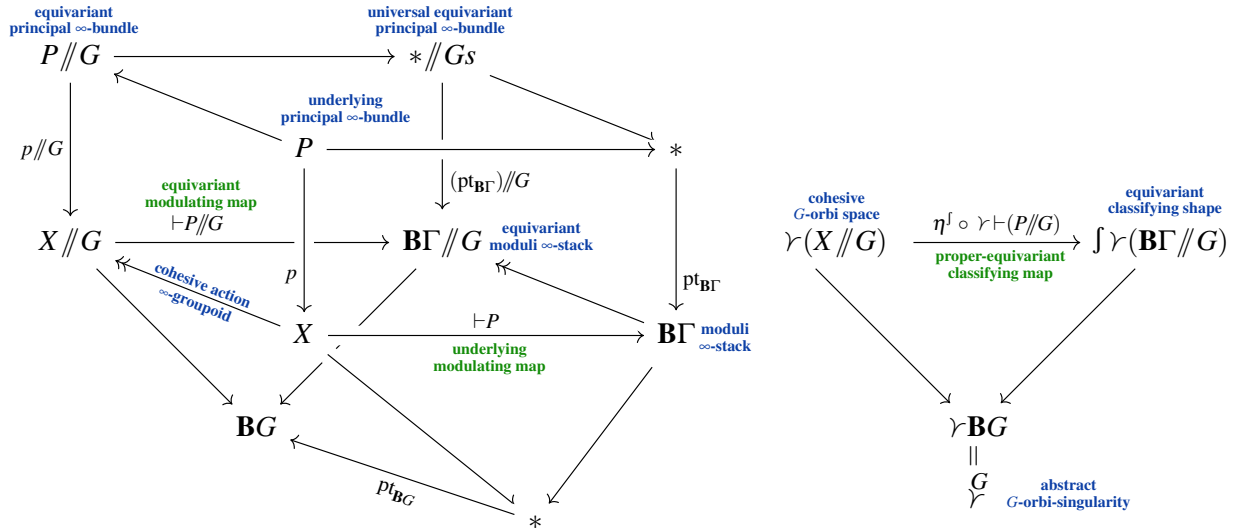 equivariant
principal ∞-bundle
P⫽G
universal equivariant
principal ∞-bundle
∗⫽Gs
underlying
principal ∞-bundle
P
∗
p⫽G
(pt_BΓ)⫽G
equivariant
modulating map
⊢P⫽G
X⫽G
BΓ⫽G
equivariant
moduli ∞-stack
p
pt_BΓ
cohesive action
∞-groupoid
X
⊢P
underlying
modulating map
BΓ
moduli
∞-stack
BG
pt_BG
∗
cohesive
G-orbi space
ϒ(X⫽G)
η^ʃ ∘ ϒ⊢(P⫽G)
proper-equivariant
classifying map
equivariant
classifying shape
ʃϒ(BΓ⫽G)
ϒBG
=
G
ϒ
abstract
G-orbi-singularity